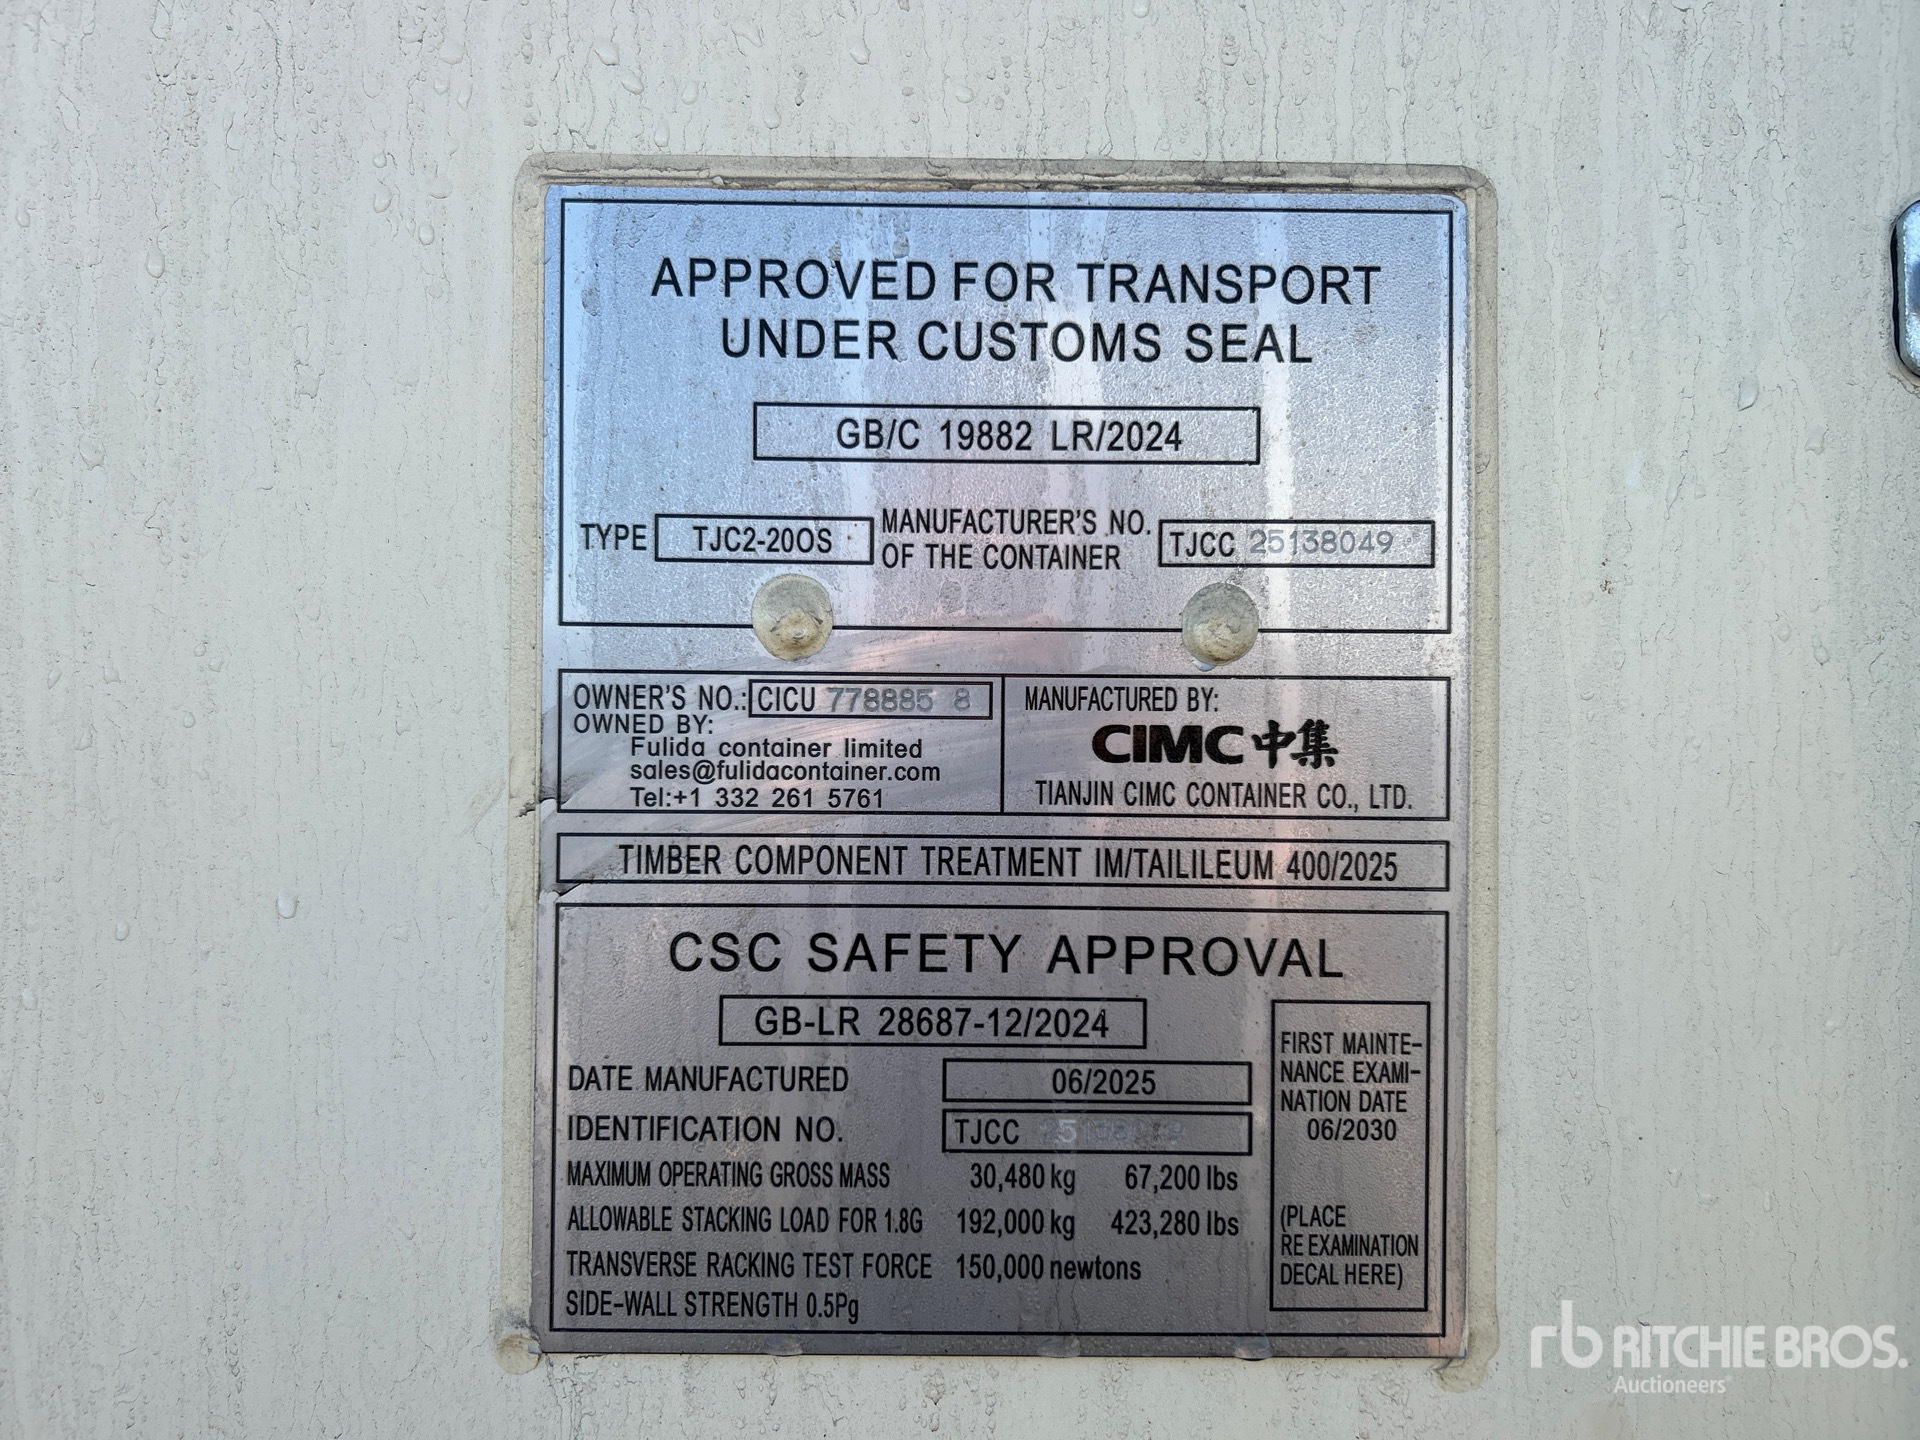 APPROVED FOR TRANSPORT
UNDER CUSTOMS SEAL
GB/C 19882 LR/2024
TYPE TJC2-20OS MANUFACTURER'S NO. OF THE CONTAINER TJCC 25138049
OWNER'S NO.: CICU 778885 8
OWNED BY:
Fulida container limited
sales@fulidacontainer.com
Tel:+1 332 261 5761
MANUFACTURED BY:
CIMC 中集
TIANJIN CIMC CONTAINER CO., LTD.
TIMBER COMPONENT TREATMENT IM/TAILILEUM 400/2025
CSC SAFETY APPROVAL
GB-LR 28687-12/2024
DATE MANUFACTURED 06/2025
IDENTIFICATION NO. TJCC
MAXIMUM OPERATING GROSS MASS 30,480 kg 67,200 lbs
ALLOWABLE STACKING LOAD FOR 1.8G 192,000 kg 423,280 lbs
TRANSVERSE RACKING TEST FORCE 150,000 newtons
SIDE-WALL STRENGTH 0.5Pg
FIRST MAINTE-
NANCE EXAMI-
NATION DATE
06/2030
(PLACE
RE EXAMINATION
DECAL HERE)
rb RITCHIE BROS.
Auctioneers